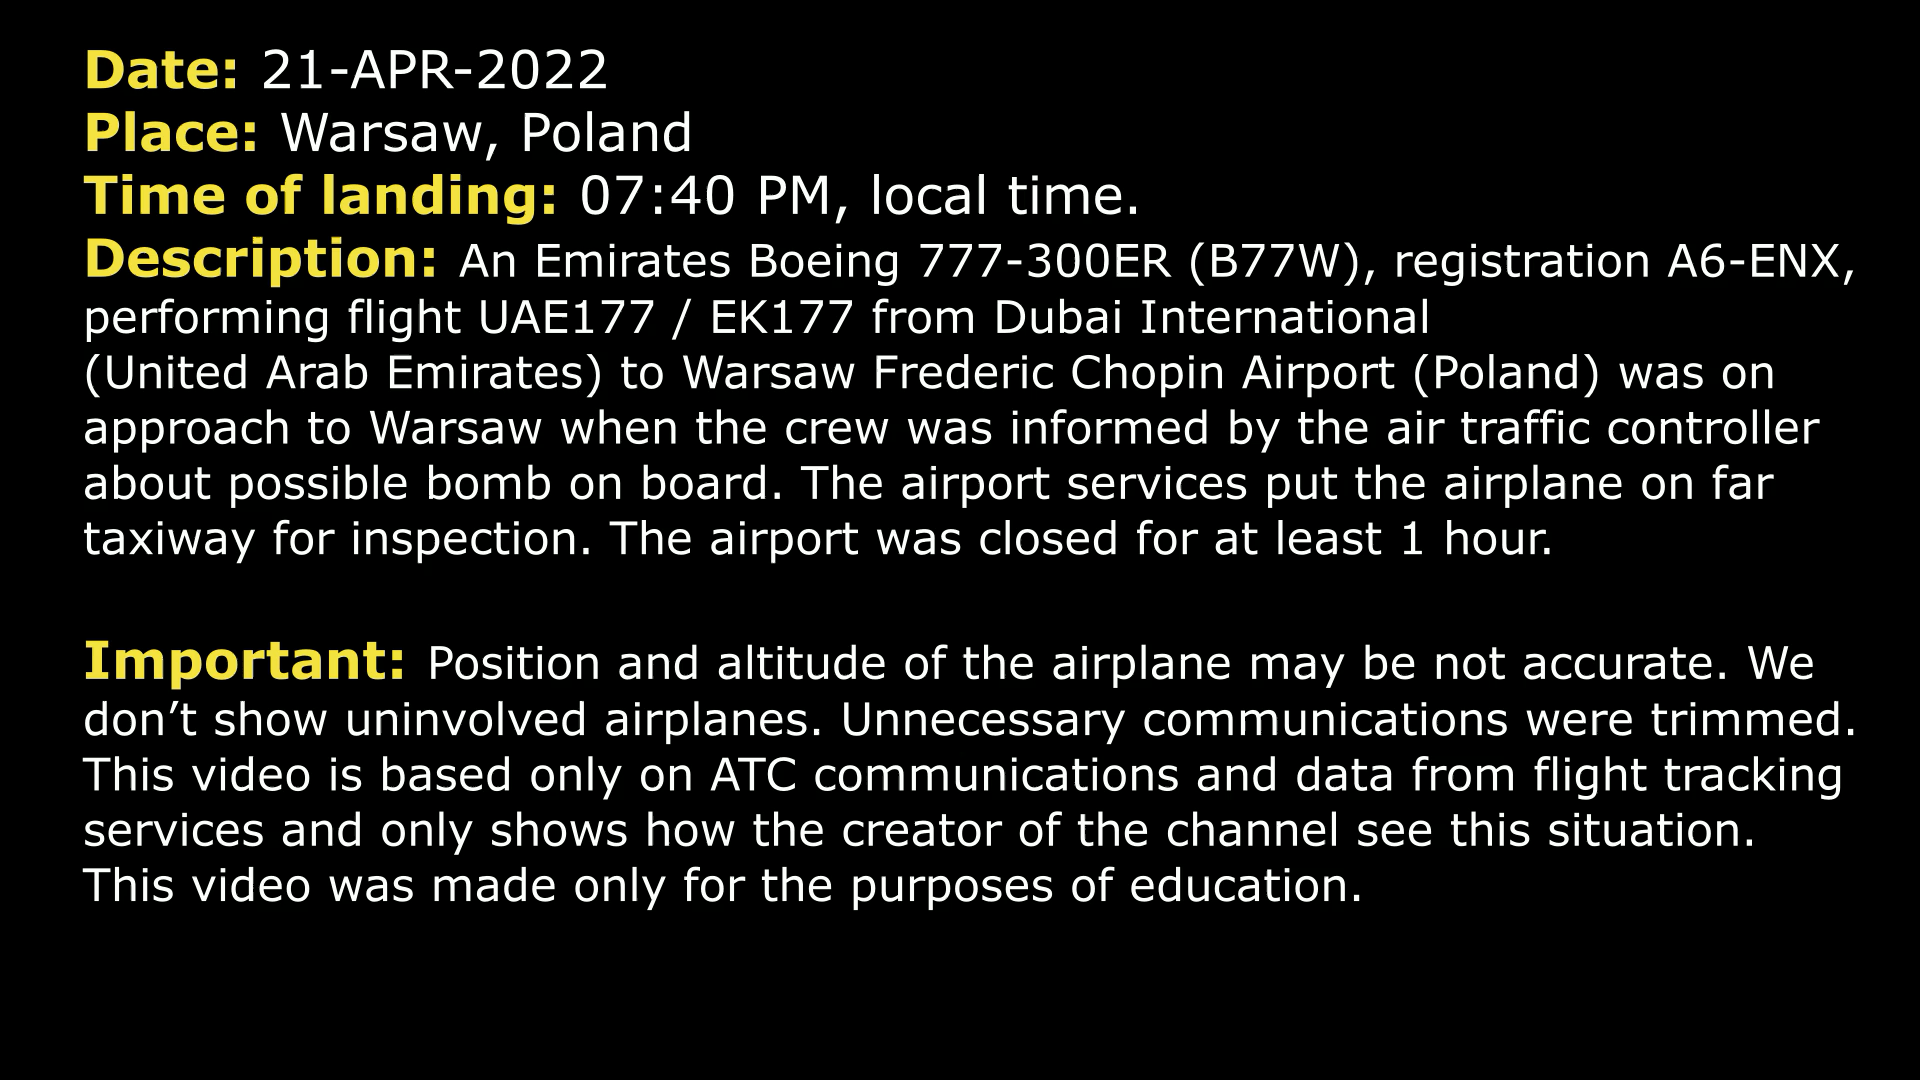 Date: 21-APR-2022
Place: Warsaw, Poland
Time of landing: 07:40 PM, local time.
Description: An Emirates Boeing 777-300ER (B77W), registration A6-ENX,
performing flight UAE177 / EK177 from Dubai International
(United Arab Emirates) to Warsaw Frederic Chopin Airport (Poland) was on
approach to Warsaw when the crew was informed by the air traffic controller
about possible bomb on board. The airport services put the airplane on far
taxiway for inspection. The airport was closed for at least 1 hour.
Important: Position and altitude of the airplane may be not accurate. We
don’t show uninvolved airplanes. Unnecessary communications were trimmed.
This video is based only on ATC communications and data from flight tracking
services and only shows how the creator of the channel see this situation.
This video was made only for the purposes of education.